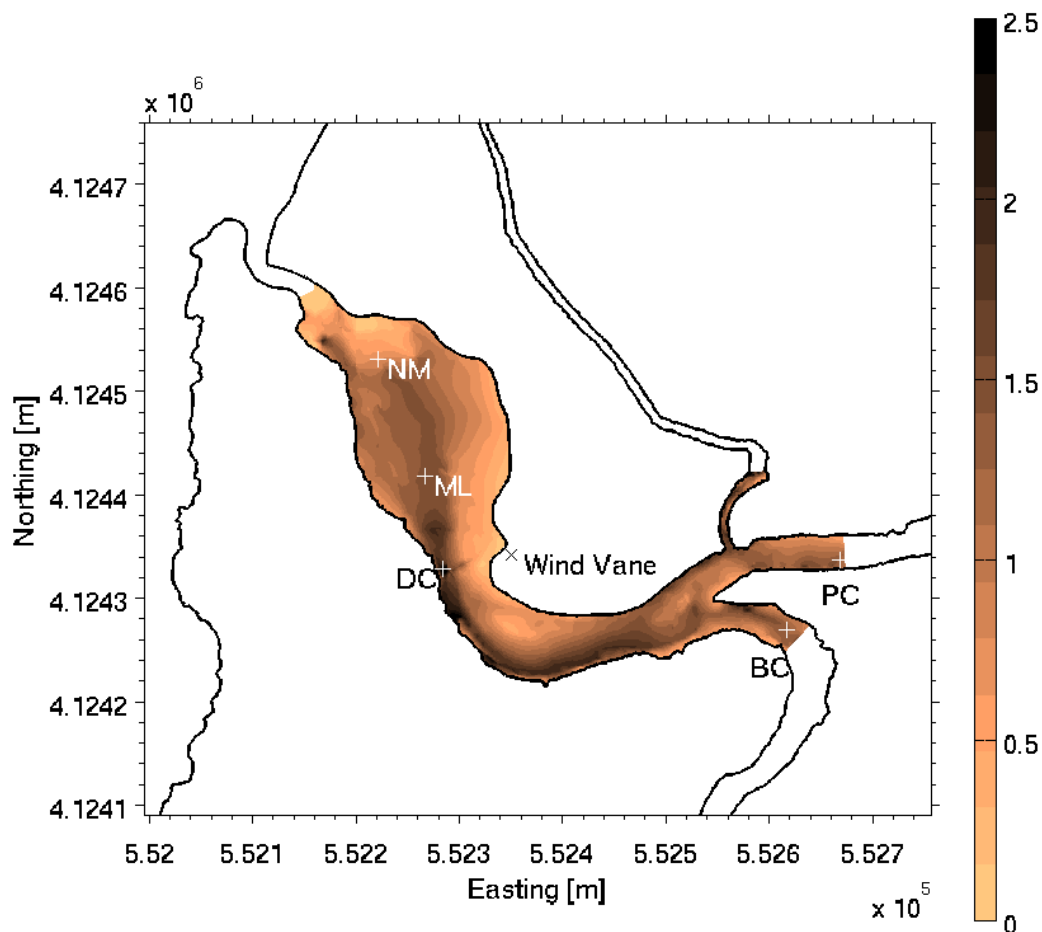 2.5
x 10^6
4.1247
2
4.1246
NM
4.1245
1.5
ML
Northing [m]
4.1244
Wind Vane
DC
1
PC
4.1243
BC
4.1242
0.5
4.1241
5.52 5.521 5.522 5.523 5.524 5.525 5.526 5.527
Easting [m]
x 10^5
0